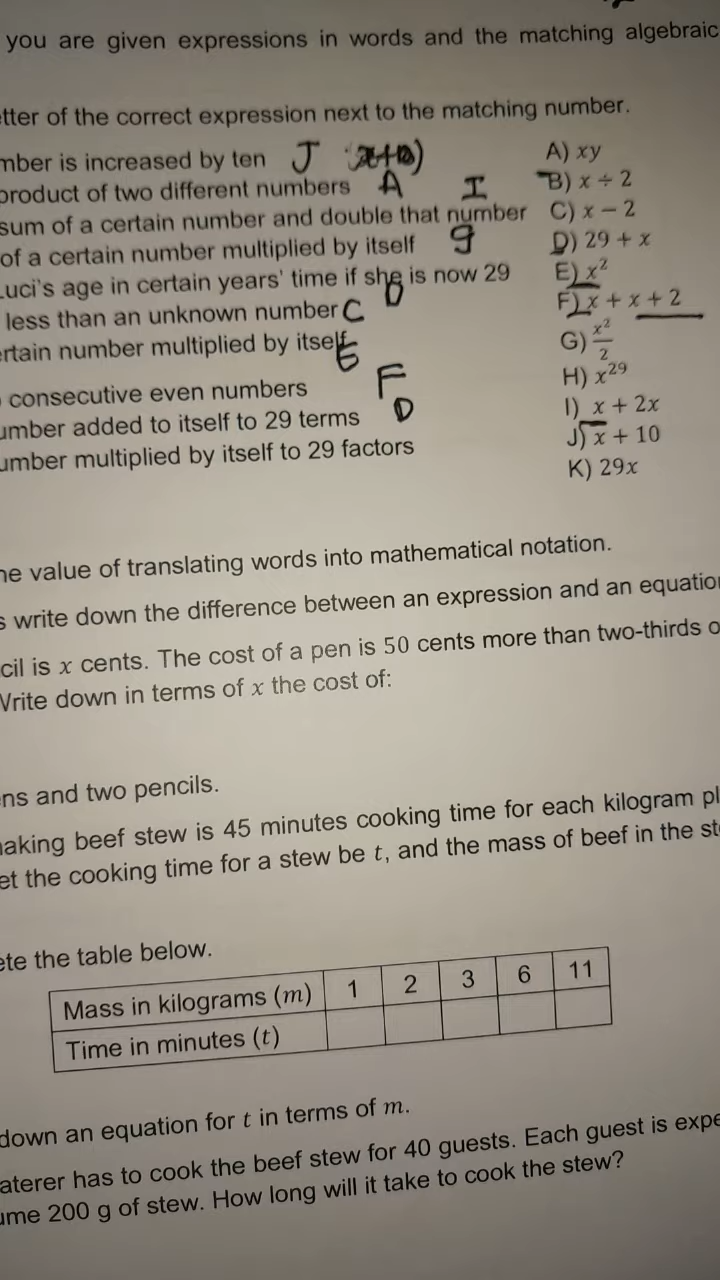 you are given expressions in words and the matching algebraic
tter of the correct expression next to the matching number.
mber is increased by ten J A) xy
product of two different numbers A B) x ÷ 2
sum of a certain number and double that number I C) x − 2
of a certain number multiplied by itself g D) 29 + x
uci's age in certain years' time if she is now 29 D E) x²
less than an unknown number C F) x + x + 2
rtain number multiplied by itself E G) x²/2
consecutive even numbers F H) x²⁹
umber added to itself to 29 terms D I) x + 2x
umber multiplied by itself to 29 factors J) x + 10
K) 29x
he value of translating words into mathematical notation.
s write down the difference between an expression and an equatio
cil is x cents. The cost of a pen is 50 cents more than two-thirds o
Write down in terms of x the cost of:
ns and two pencils.
aking beef stew is 45 minutes cooking time for each kilogram pl
et the cooking time for a stew be t, and the mass of beef in the st
ete the table below.
Mass in kilograms (m) 1 2 3 6 11
Time in minutes (t)
down an equation for t in terms of m.
aterer has to cook the beef stew for 40 guests. Each guest is expe
ume 200 g of stew. How long will it take to cook the stew?